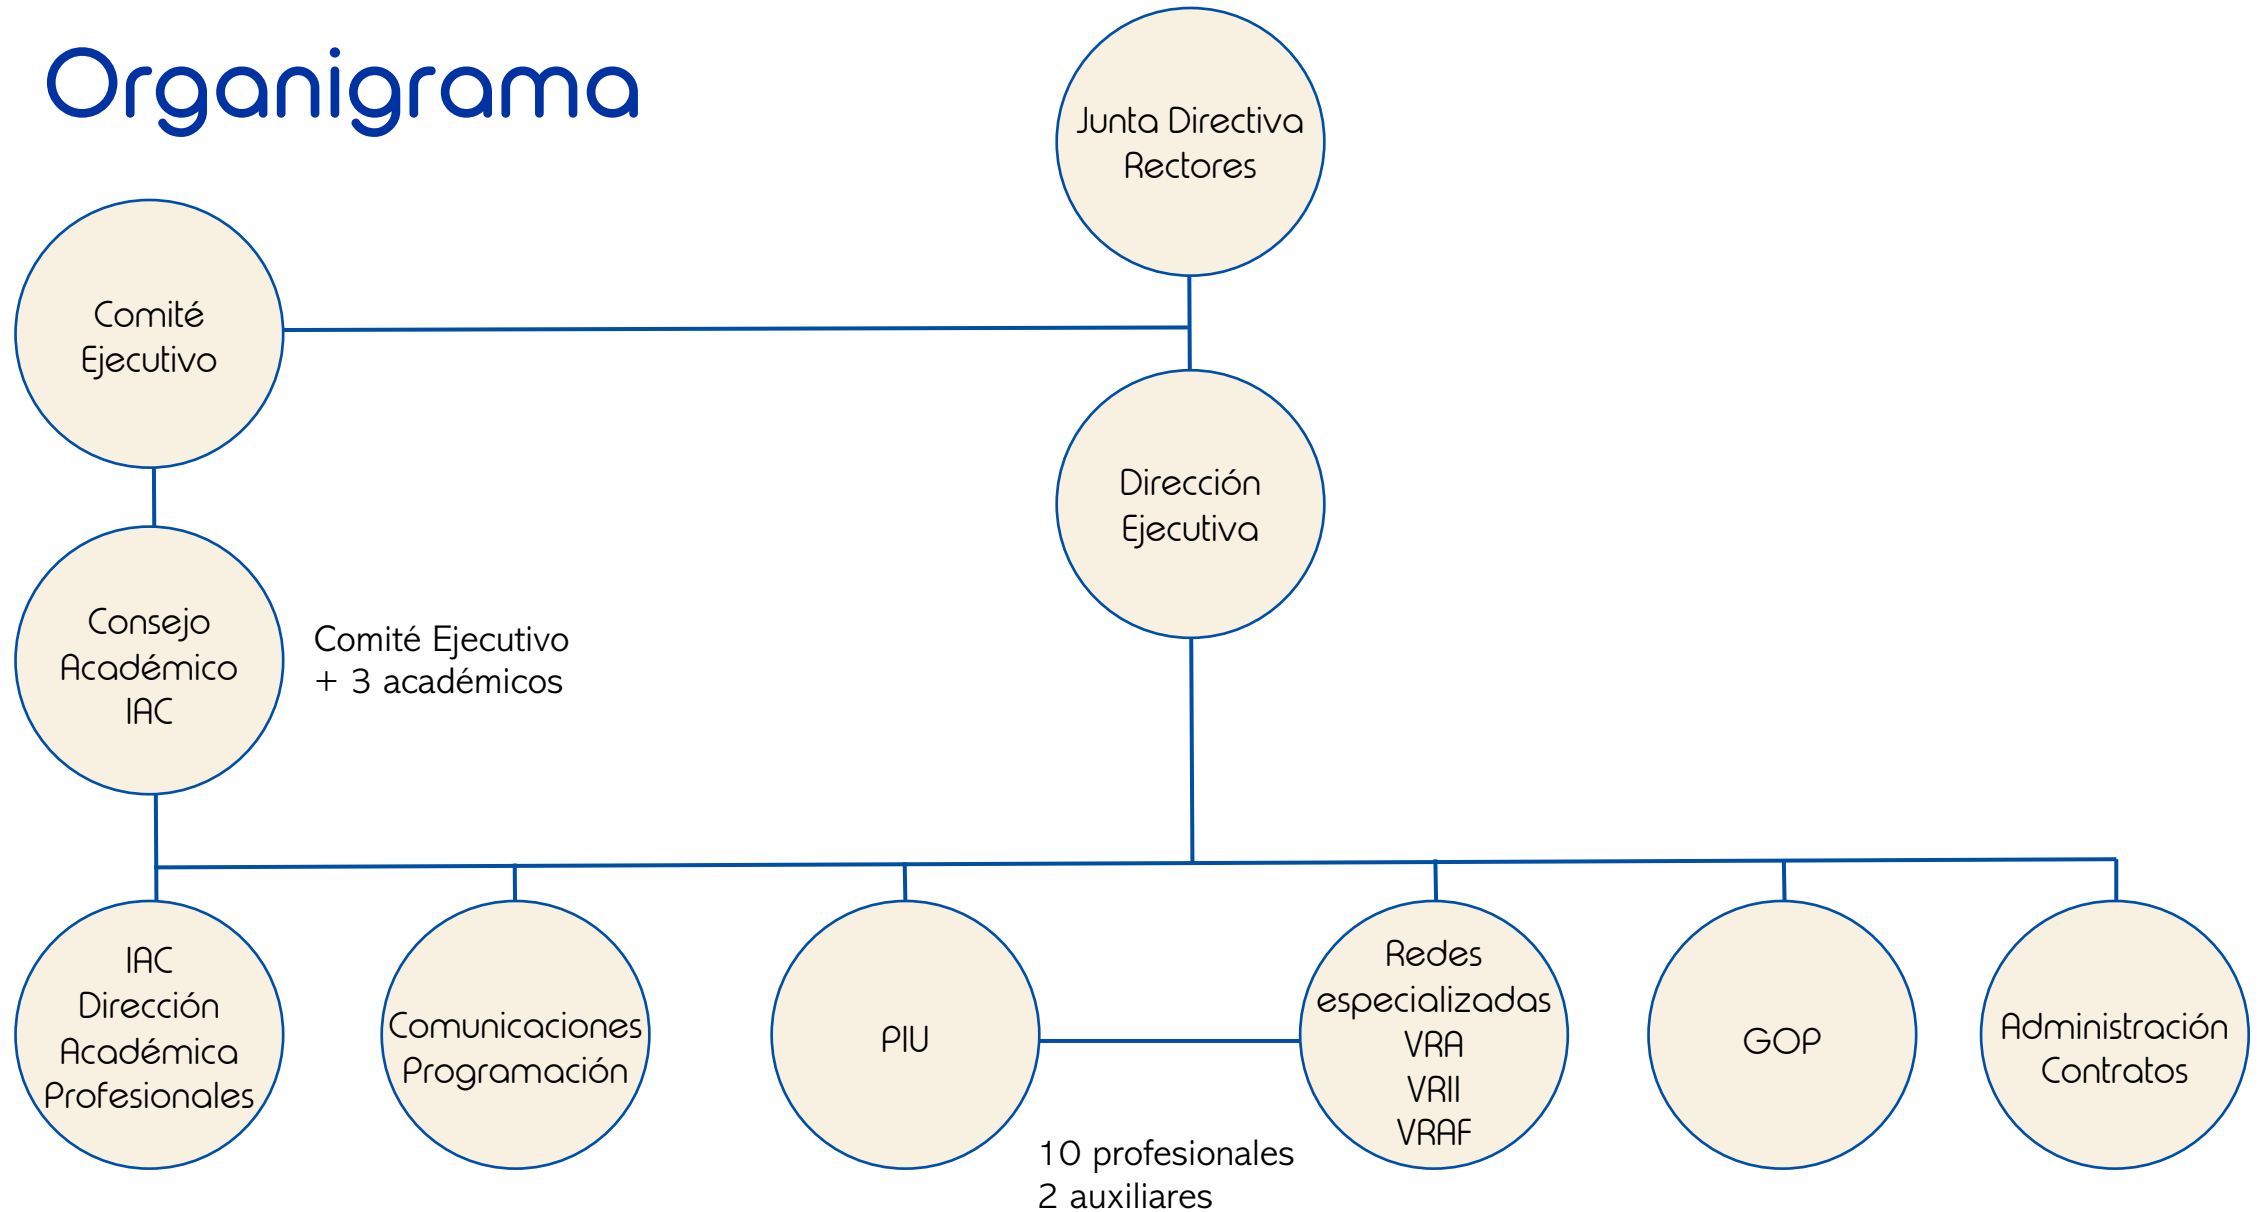 Organigrama
Junta Directiva
Rectores
Comité
Ejecutivo
Dirección
Ejecutiva
Consejo
Académico
IAC
Comité Ejecutivo
+ 3 académicos
IAC
Dirección
Académica
Profesionales
Comunicaciones
Programación
PIU
Redes
especializadas
VRA
VRII
VRAF
GOP
Administración
Contratos
10 profesionales
2 auxiliares